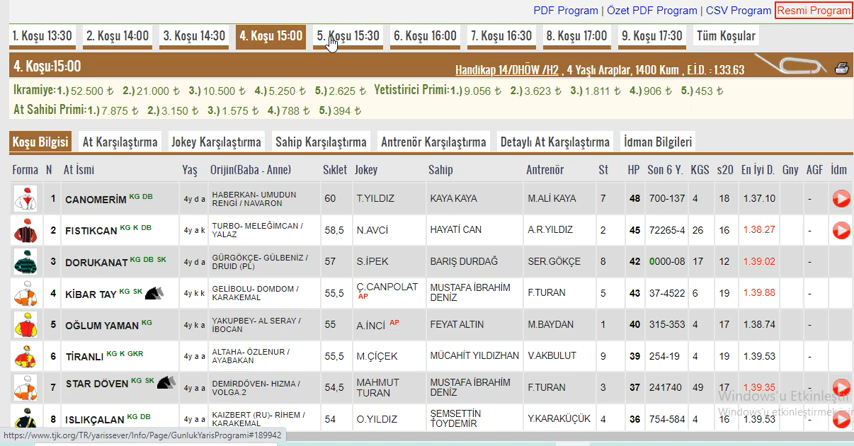 PDF Program | Özet PDF Program | CSV Program Resmi Program
1. Koşu 13:30 2. Koşu 14:00 3. Koşu 14:30 4. Koşu 15:00 5. Koşu 15:30 6. Koşu 16:00 7. Koşu 16:30 8. Koşu 17:00 9. Koşu 17:30 Tüm Koşular
4. Koşu:15:00 Handikap 14/DHÖW /H2 , 4 Yaşlı Araplar, 1400 Kum , E.İ.D. : 1.33.63
Ikramiye:1.)52.500 ₺ 2.)21.000 ₺ 3.)10.500 ₺ 4.)5.250 ₺ 5.)2.625 ₺ Yetistirici Primi:1.)9.056 ₺ 2.)3.623 ₺ 3.)1.811 ₺ 4.)906 ₺ 5.)453 ₺
At Sahibi Primi:1.)7.875 ₺ 2.)3.150 ₺ 3.)1.575 ₺ 4.)788 ₺ 5.)394 ₺
Koşu Bilgisi At Karşılaştırma Jokey Karşılaştırma Sahip Karşılaştırma Antrenör Karşılaştırma Detaylı At Karşılaştırma İdman Bilgileri
Forma N At İsmi Yaş Orijin(Baba - Anne) Sıklet Jokey Sahip Antrenör St HP Son 6 Y. KGS s20 En İyi D. Gny AGF İdm
1 CANOMERİM KG DB 4y d a HABERKAN- UMUDUN RENGİ / NAVARON 60 T.YILDIZ KAYA KAYA M.ALİ KAYA 7 48 700-137 4 18 1.37.10 -
2 FISTIKCAN KG K DB 4y a k TURBO- MELEĞİMCAN / YALAZ 58,5 N.AVCİ HAYATİ CAN A.R.YILDIZ 2 45 72265-4 26 16 1.38.27 -
3 DORUKANAT KG DB SK 4y d a GÜRGÖKÇE- GÜLBENİZ / DRUID (PL) 57 S.İPEK BARIŞ DURDAĞ SER.GÖKÇE 8 42 0000-08 17 12 1.39.02 -
4 KİBAR TAY KG SK 4y k k GELİBOLU- DOMDOM / KARAKEMAL 55,5 Ç.CANPOLAT AP MUSTAFA İBRAHİM DENİZ F.TURAN 5 43 37-4522 6 19 1.39.88 -
5 OĞLUM YAMAN KG 4y k a YAKUPBEY- AL SERAY / İBOCAN 55 A.İNCİ AP FEYAT ALTIN M.BAYDAN 1 40 315-353 4 17 1.38.74 -
6 TİRANLI KG K GKR 4y a a ALTAHA- ÖZLENUR / AYABAKAN 55 M.ÇİÇEK MÜCAHİT YILDIZHAN V.AKBULUT 9 39 254-19 4 19 1.39.53 -
7 STAR DÖVEN KG SK 4y a a DEMİRDÖVEN- HIZMA / VOLGA.2 54,5 MAHMUT TURAN MUSTAFA İBRAHİM DENİZ F.TURAN 3 37 241740 49 17 1.39.35 -
Windows'u Etkinleştir
8 ISLIKÇALAN KG DB 4y a a KAIZBERT (RU)- RİHEM / KARAKEMAL 54 O.YILDIZ ŞEMSETTİN TOYDEMİR Y.KARAKÜÇÜK 4 36 754-584 4 16 1.39.53 -
Windows'u etkinleştirmek
https://www.tjk.org/TR/yarissever/Info/Page/GunlukYarisProgrami#189942